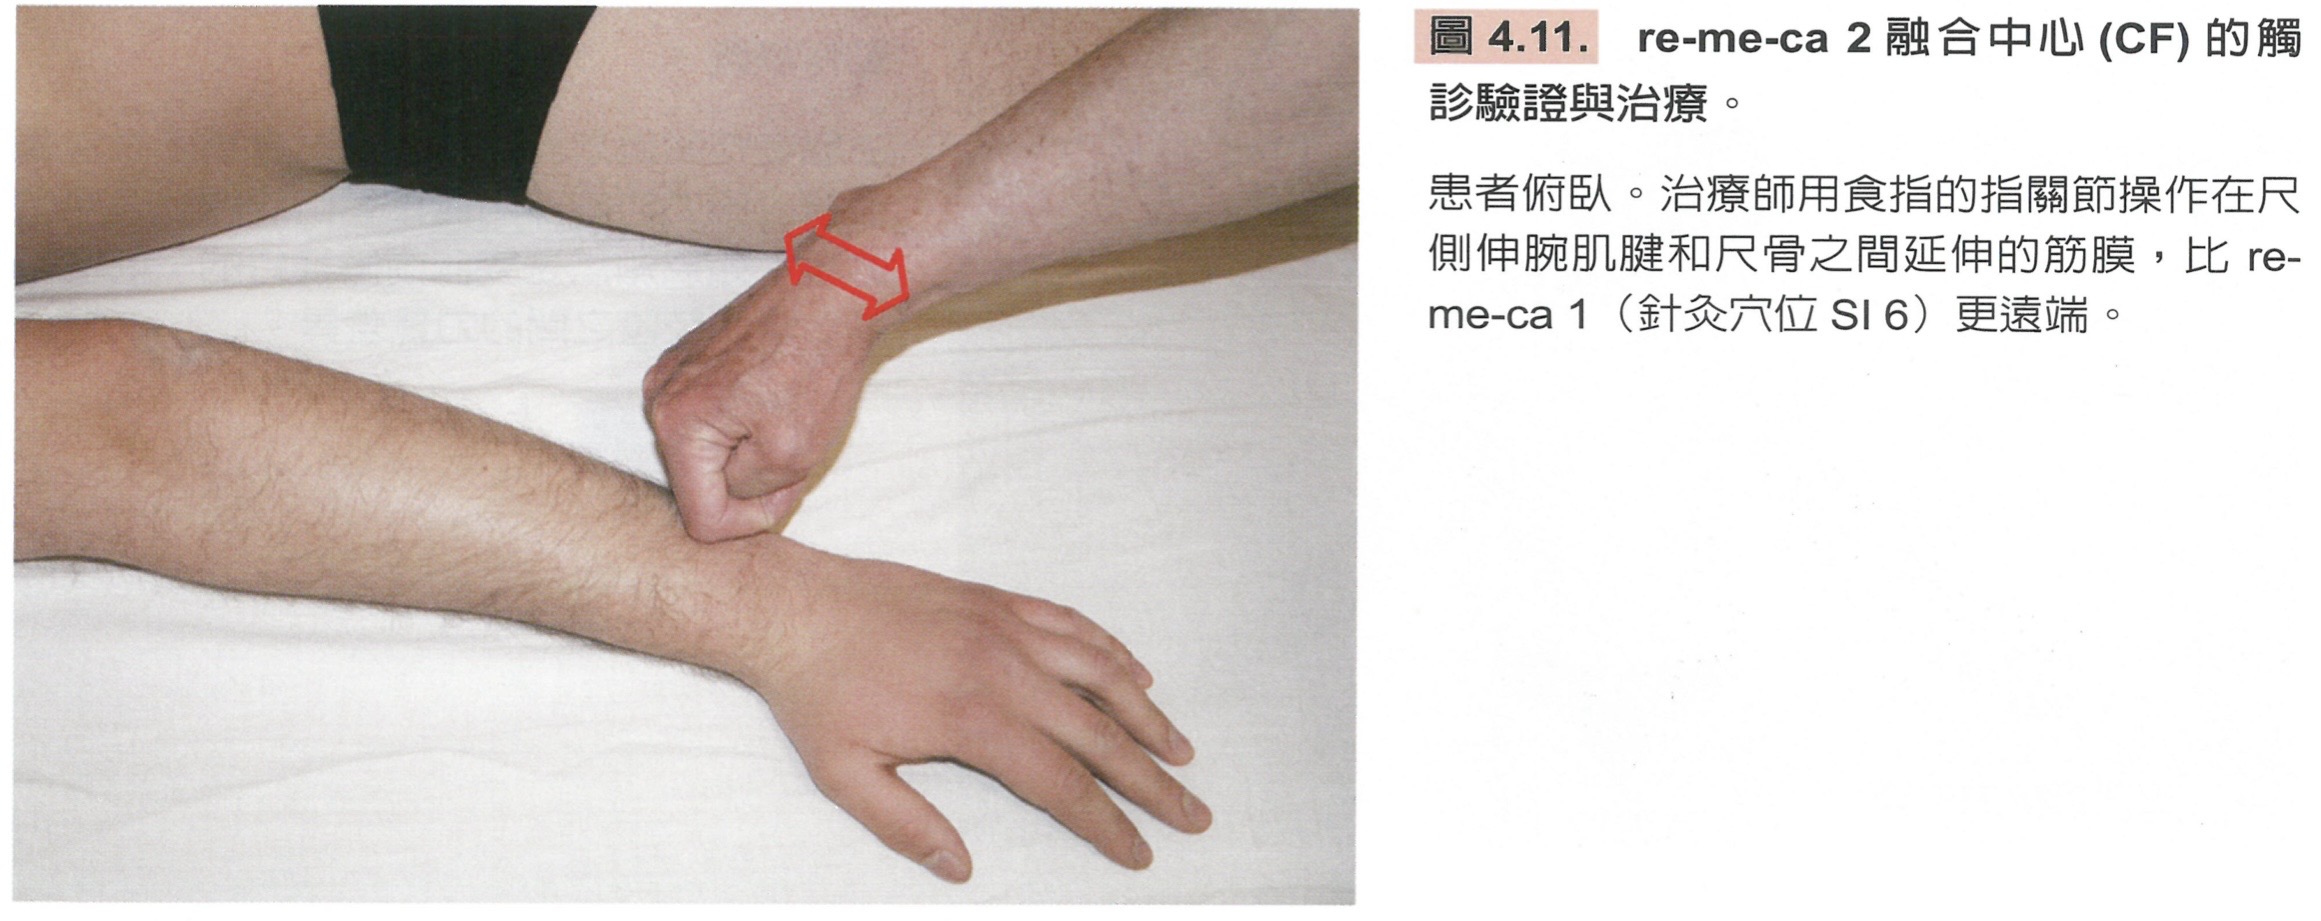 圖 4.11. re-me-ca 2 融合中心 (CF) 的觸
診驗證與治療。
患者俯臥。治療師用食指的指關節操作在尺
側伸腕肌腱和尺骨之間延伸的筋膜，比 re-
me-ca 1（針灸穴位 SI 6）更遠端。